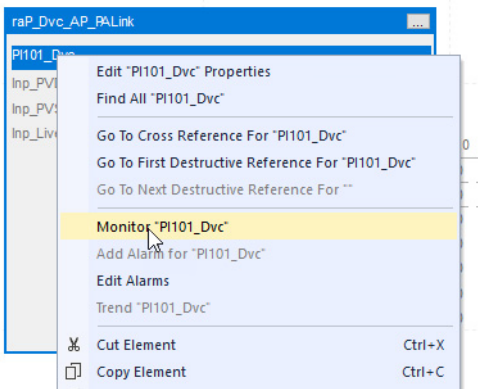 raP_Dvc_AP_PALink
...
PI101_Dvc
Inp_PV
Inp_PVS
Inp_Live
0
Edit "PI101_Dvc" Properties
Find All "PI101_Dvc"
Go To Cross Reference For "PI101_Dvc"
Go To First Destructive Reference For "PI101_Dvc"
Go To Next Destructive Reference For ""
Monitor "PI101_Dvc"
Add Alarm for "PI101_Dvc"
Edit Alarms
Trend "PI101_Dvc"
Cut Element Ctrl+X
Copy Element Ctrl+C